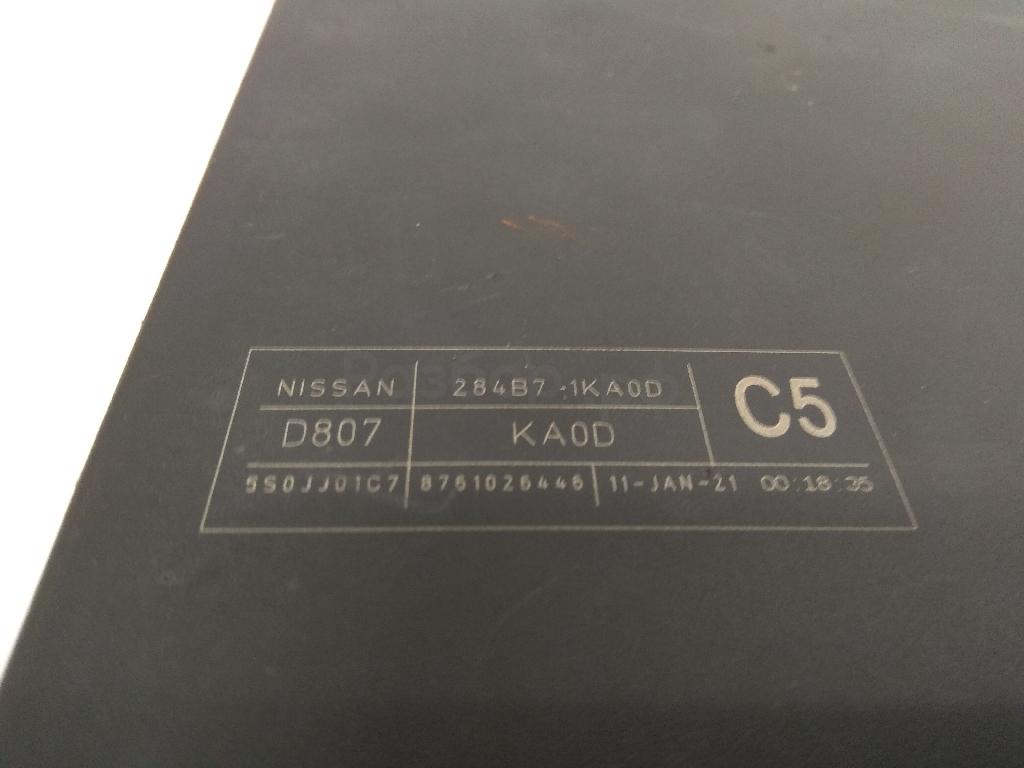 NISSAN 284B7 1KA0D C5
D807 KA0D
5S0JJ01C7 8761026446 11-JAN-21 00:18:35